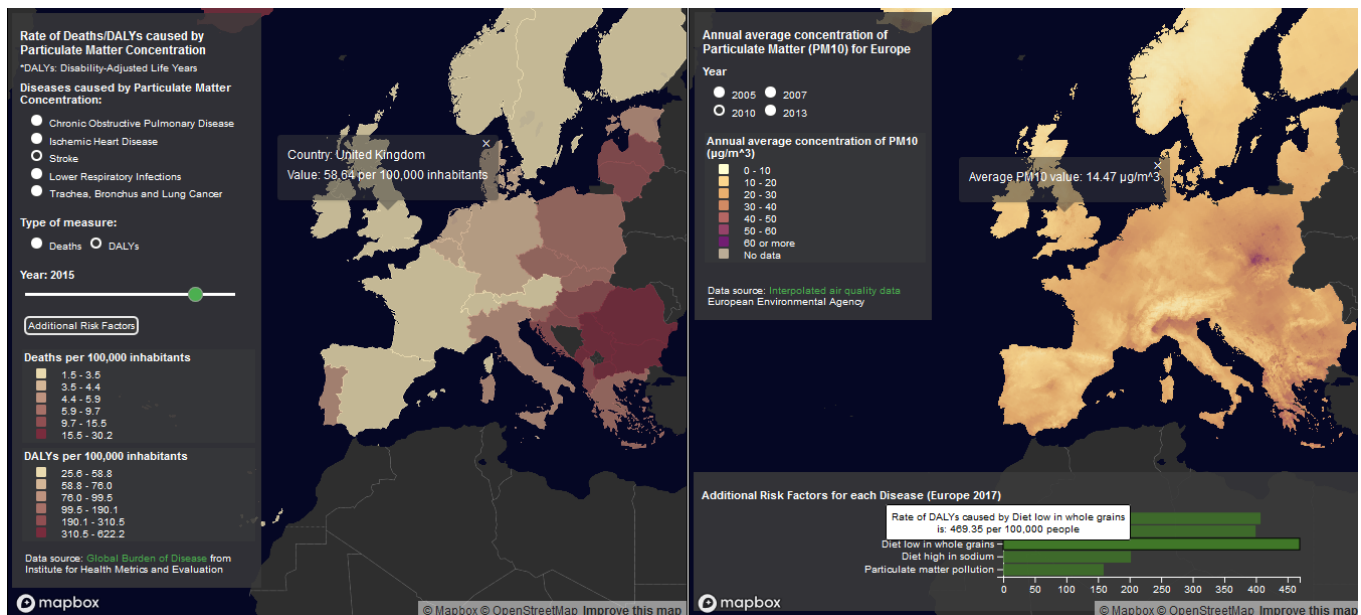 Rate of Deaths/DALYs caused by
Particulate Matter Concentration
*DALYs: Disability-Adjusted Life Years
Diseases caused by Particulate Matter
Concentration:
Chronic Obstructive Pulmonary Disease
Ischemic Heart Disease
Stroke
Lower Respiratory Infections
Trachea, Bronchus and Lung Cancer
Type of measure:
Deaths DALYs
Year: 2015
Additional Risk Factors
Deaths per 100,000 inhabitants
1.5 - 3.5
3.5 - 4.4
4.4 - 5.9
5.9 - 9.7
9.7 - 15.5
15.5 - 30.2
DALYs per 100,000 inhabitants
25.6 - 58.8
58.8 - 76.0
76.0 - 99.5
99.5 - 190.1
190.1 - 310.5
310.5 - 622.2
Data source: Global Burden of Disease from
Institute for Health Metrics and Evaluation
mapbox
×
Country: United Kingdom
Value: 58.64 per 100,000 inhabitants
© Mapbox © OpenStreetMap Improve this map
Annual average concentration of
Particulate Matter (PM10) for Europe
Year
2005 2007
2010 2013
Annual average concentration of PM10
(µg/m^3)
0 - 10
10 - 20
20 - 30
30 - 40
40 - 50
50 - 60
60 or more
No data
Data source: Interpolated air quality data
European Environmental Agency
×
Average PM10 value: 14.47 µg/m^3
Additional Risk Factors for each Disease (Europe 2017)
Rate of DALYs caused by Diet low in whole grains
is: 469.35 per 100,000 people
Diet low in whole grains
Diet high in sodium
Particulate matter pollution
0 50 100 150 200 250 300 350 400 450
mapbox
© Mapbox © OpenStreetMap Improve this map